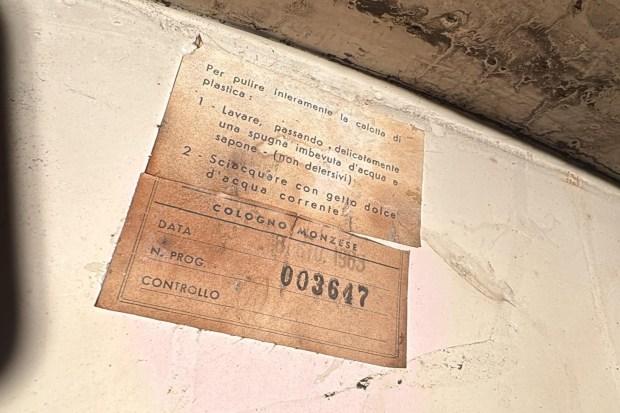 Per pulire interamente la calotta di
plastica:
1 - Lavare, passando, delicatamente
una spugna imbevuta d'acqua e
sapone - (non detersivi)
2 - Sciacquare con getto dolce
d'acqua corrente.
COLOGNO MONZESE
DATA 1963
N. PROG. 003647
CONTROLLO